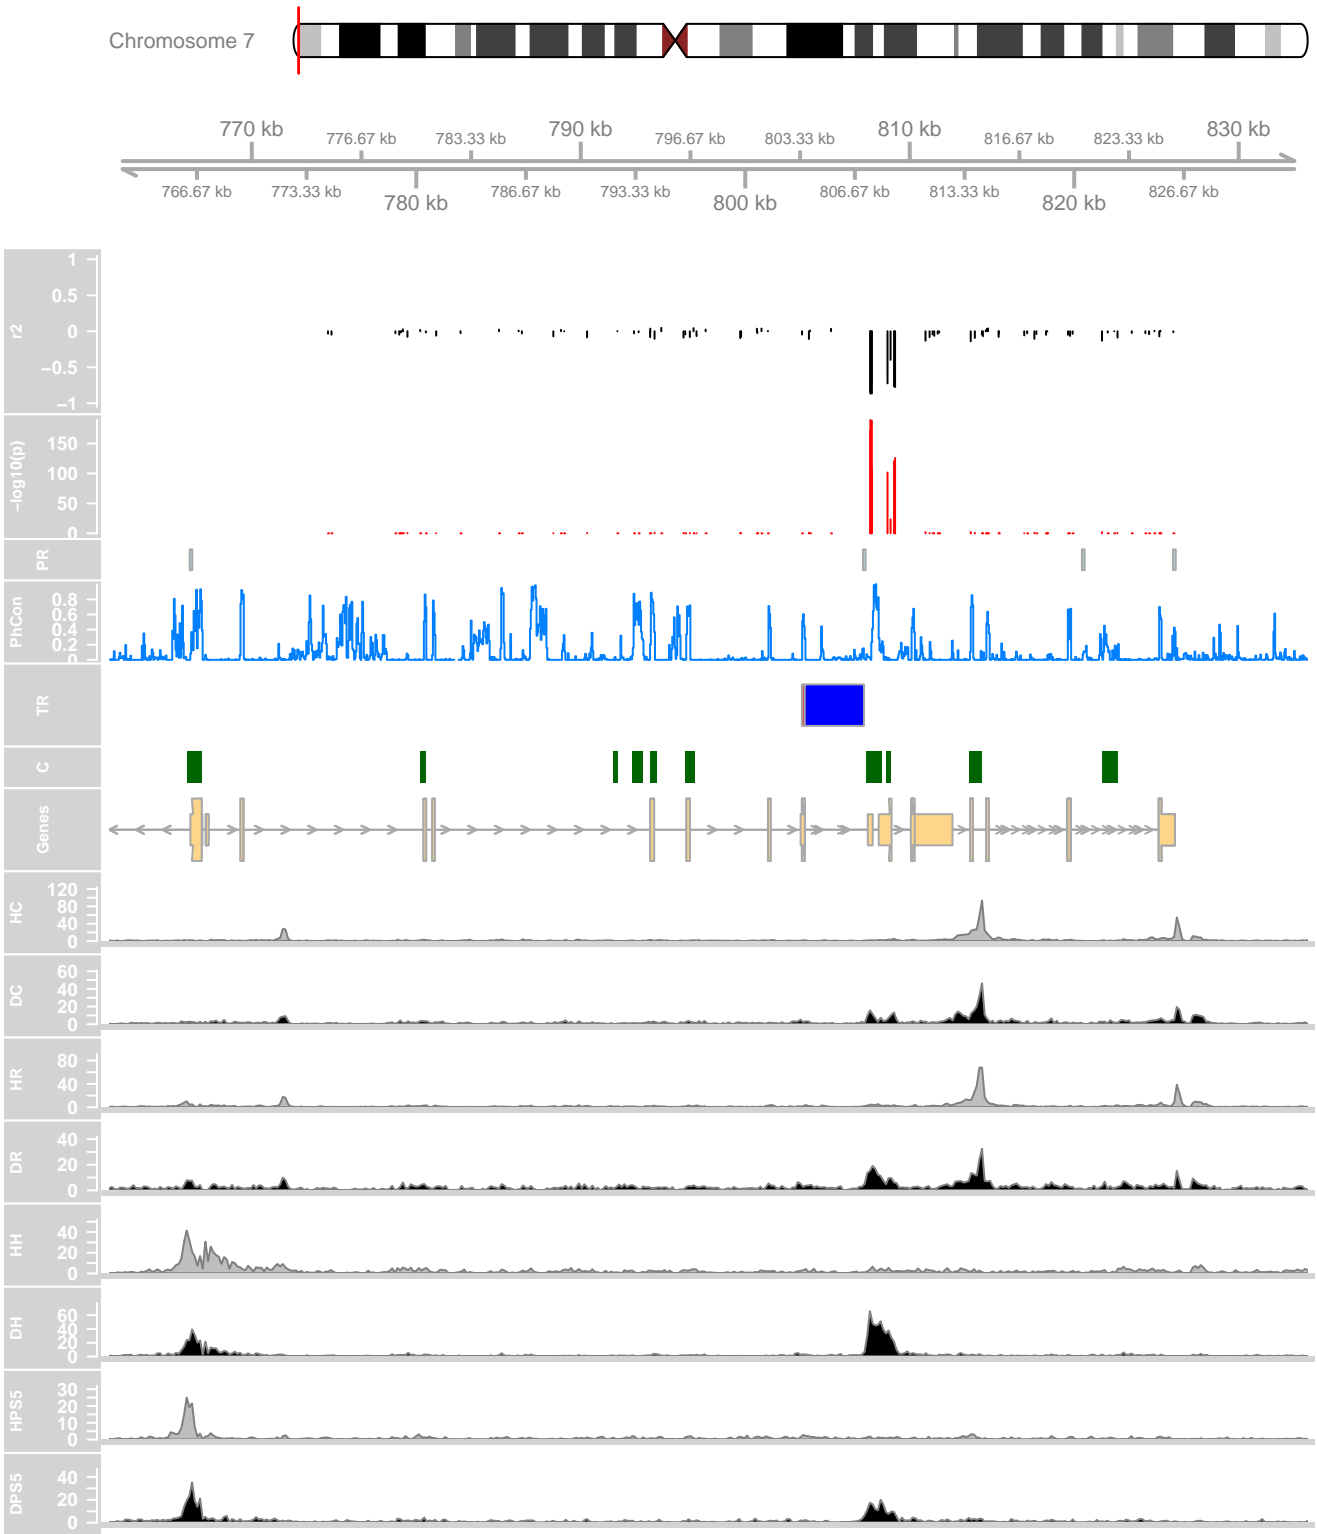 Chromosome 7
770 kb 790 kb 810 kb 830 kb
776.67 kb 783.33 kb 796.67 kb 803.33 kb 816.67 kb 823.33 kb
766.67 kb 773.33 kb 786.67 kb 793.33 kb 806.67 kb 813.33 kb 826.67 kb
780 kb 800 kb 820 kb
r2
1
0.5
0
−0.5
−1
−log10(p)
150
100
50
0
PR
PhCon
0.8
0.6
0.4
0.2
0
TR
C
Genes
HC
120
80
40
0
DC
60
40
20
0
HR
80
40
0
DR
40
20
0
HH
40
20
0
DH
60
40
20
0
HPS5
30
20
10
0
DPS5
40
20
0